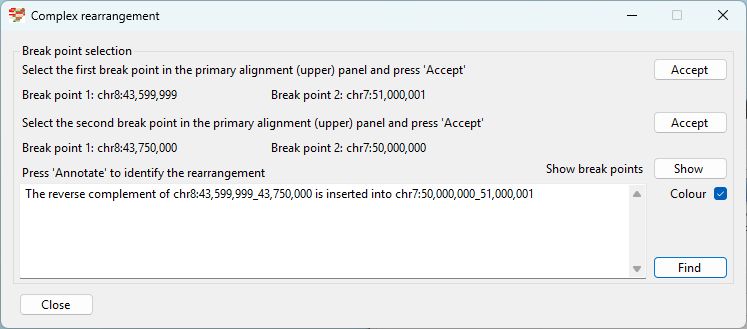 Complex rearrangement
Break point selection
Select the first break point in the primary alignment (upper) panel and press 'Accept'
Accept
Break point 1: chr8:43,599,999 Break point 2: chr7:51,000,001
Select the second break point in the primary alignment (upper) panel and press 'Accept'
Accept
Break point 1: chr8:43,750,000 Break point 2: chr7:50,000,000
Press 'Annotate' to identify the rearrangement
Show break points
Show
The reverse complement of chr8:43,599,999_43,750,000 is inserted into chr7:50,000,000_51,000,001
Colour
Find
Close